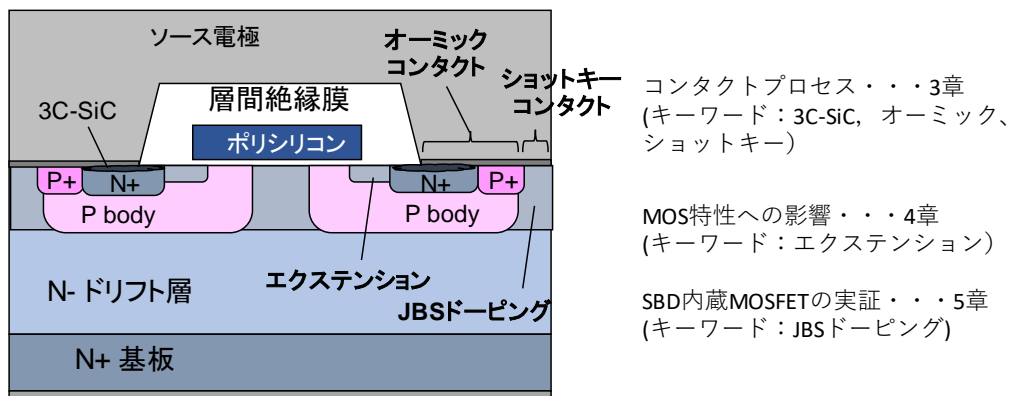 ソース電極
オーミック
コンタクト
ショットキー
コンタクト
3C-SiC
層間絶縁膜
ポリシリコン
P+
N+
N+
P+
P body
P body
エクステンション
N- ドリフト層
JBSドーピング
N+ 基板
コンタクトプロセス・・・3章
(キーワード：3C-SiC，オーミック、
ショットキー）
MOS特性への影響・・・4章
(キーワード：エクステンション）
SBD内蔵MOSFETの実証・・・5章
(キーワード：JBSドーピング)